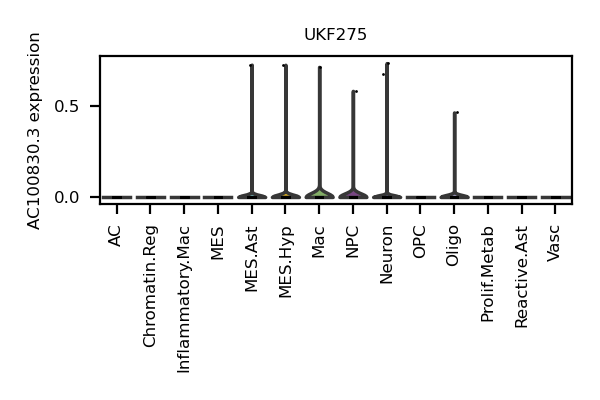 UKF275
AC100830.3 expression
0.5
0.0
AC
Chromatin.Reg
Inflammatory.Mac
MES
MES.Ast
MES.Hyp
Mac
NPC
Neuron
OPC
Oligo
Prolif.Metab
Reactive.Ast
Vasc